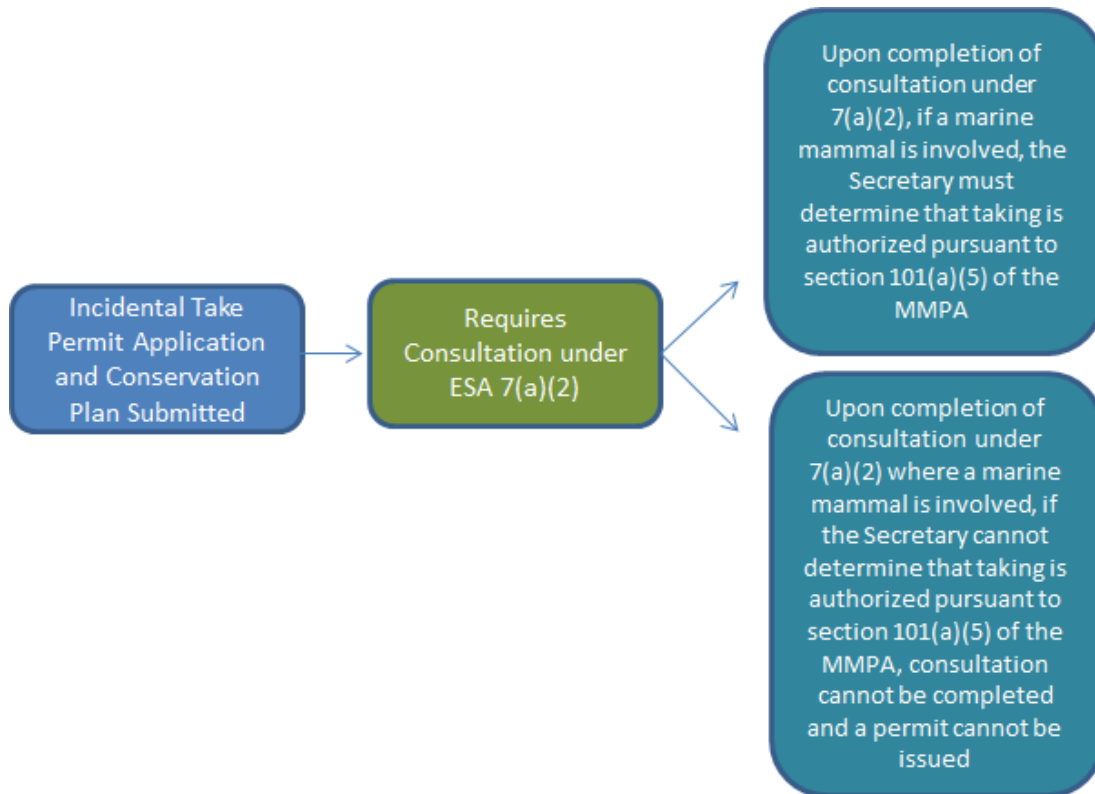 Incidental Take
Permit Application
and Conservation
Plan Submitted
Requires
Consultation under
ESA 7(a)(2)
Upon completion of
consultation under
7(a)(2), if a marine
mammal is involved, the
Secretary must
determine that taking is
authorized pursuant to
section 101(a)(5) of the
MMPA
Upon completion of
consultation under
7(a)(2) where a marine
mammal is involved, if
the Secretary cannot
determine that taking is
authorized pursuant to
section 101(a)(5) of the
MMPA, consultation
cannot be completed
and a permit cannot be
issued